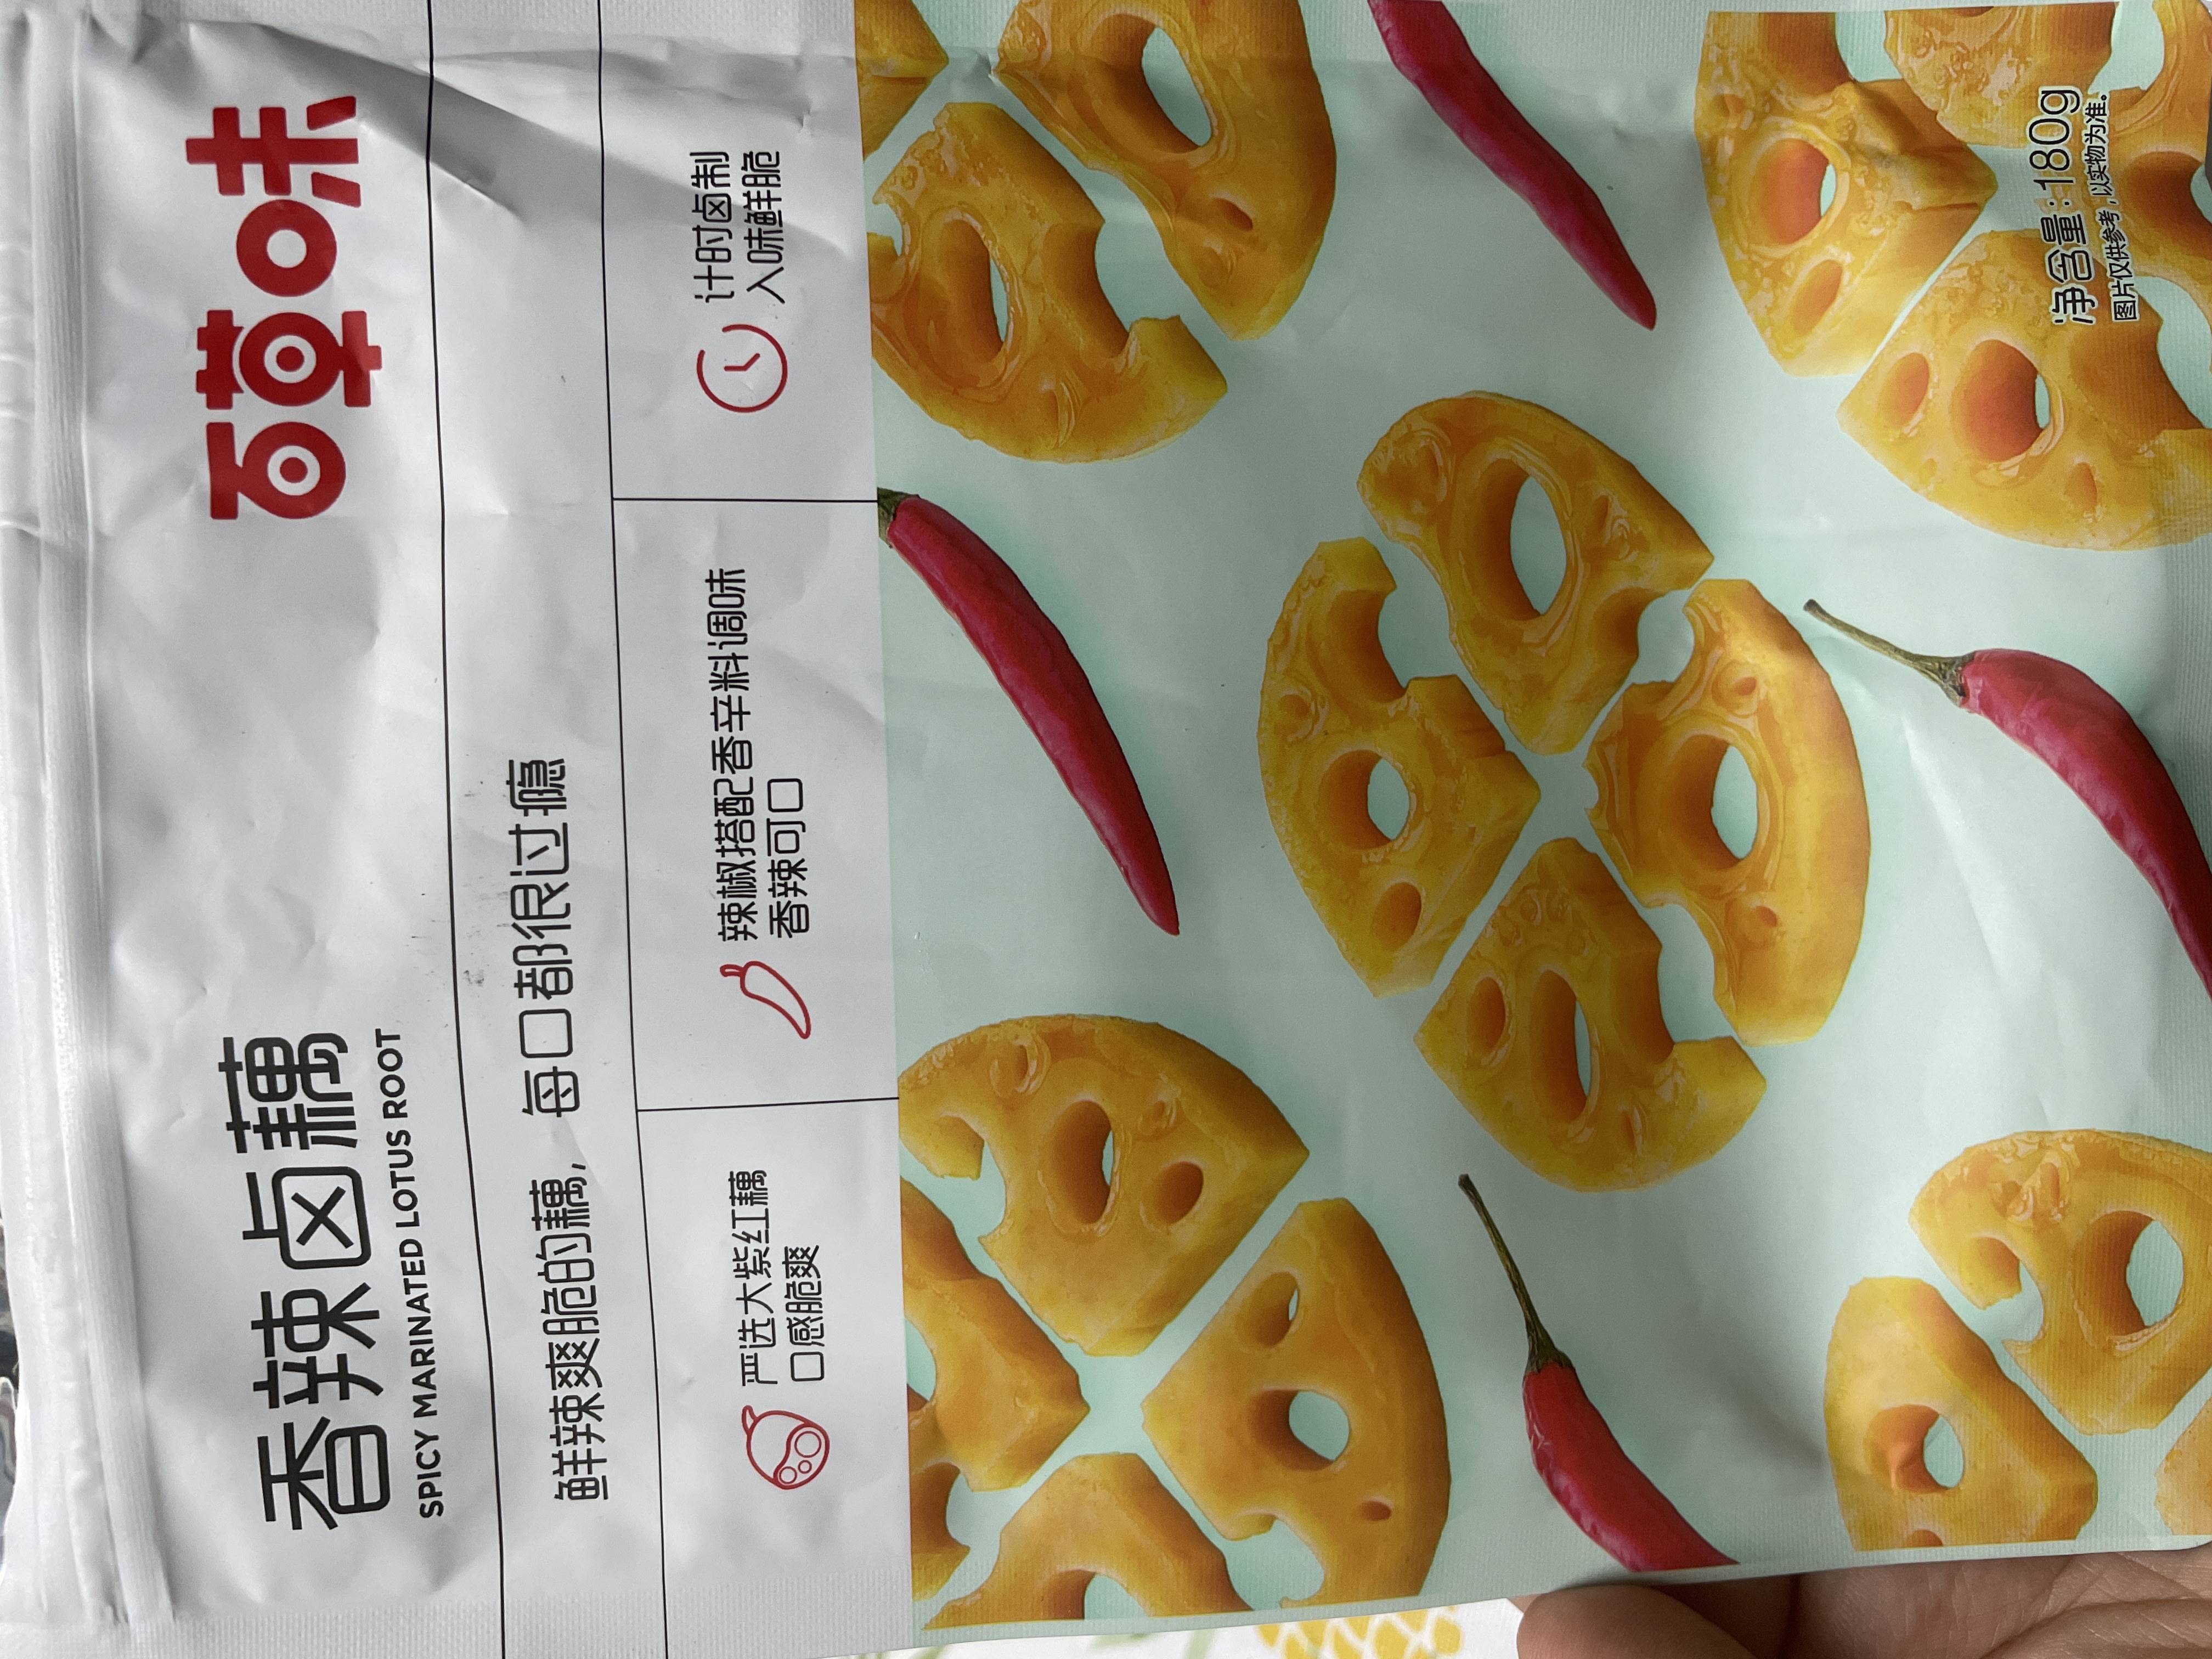 香辣卤藕
SPICY MARINATED LOTUS ROOT
百草味
鲜辣爽脆的藕, 每口都很过瘾
严选大紫红藕
口感脆爽
辣椒搭配香辛料调味
香辣可口
计时卤制
入味鲜脆
净含量:180g
图片仅供参考,以实物为准。